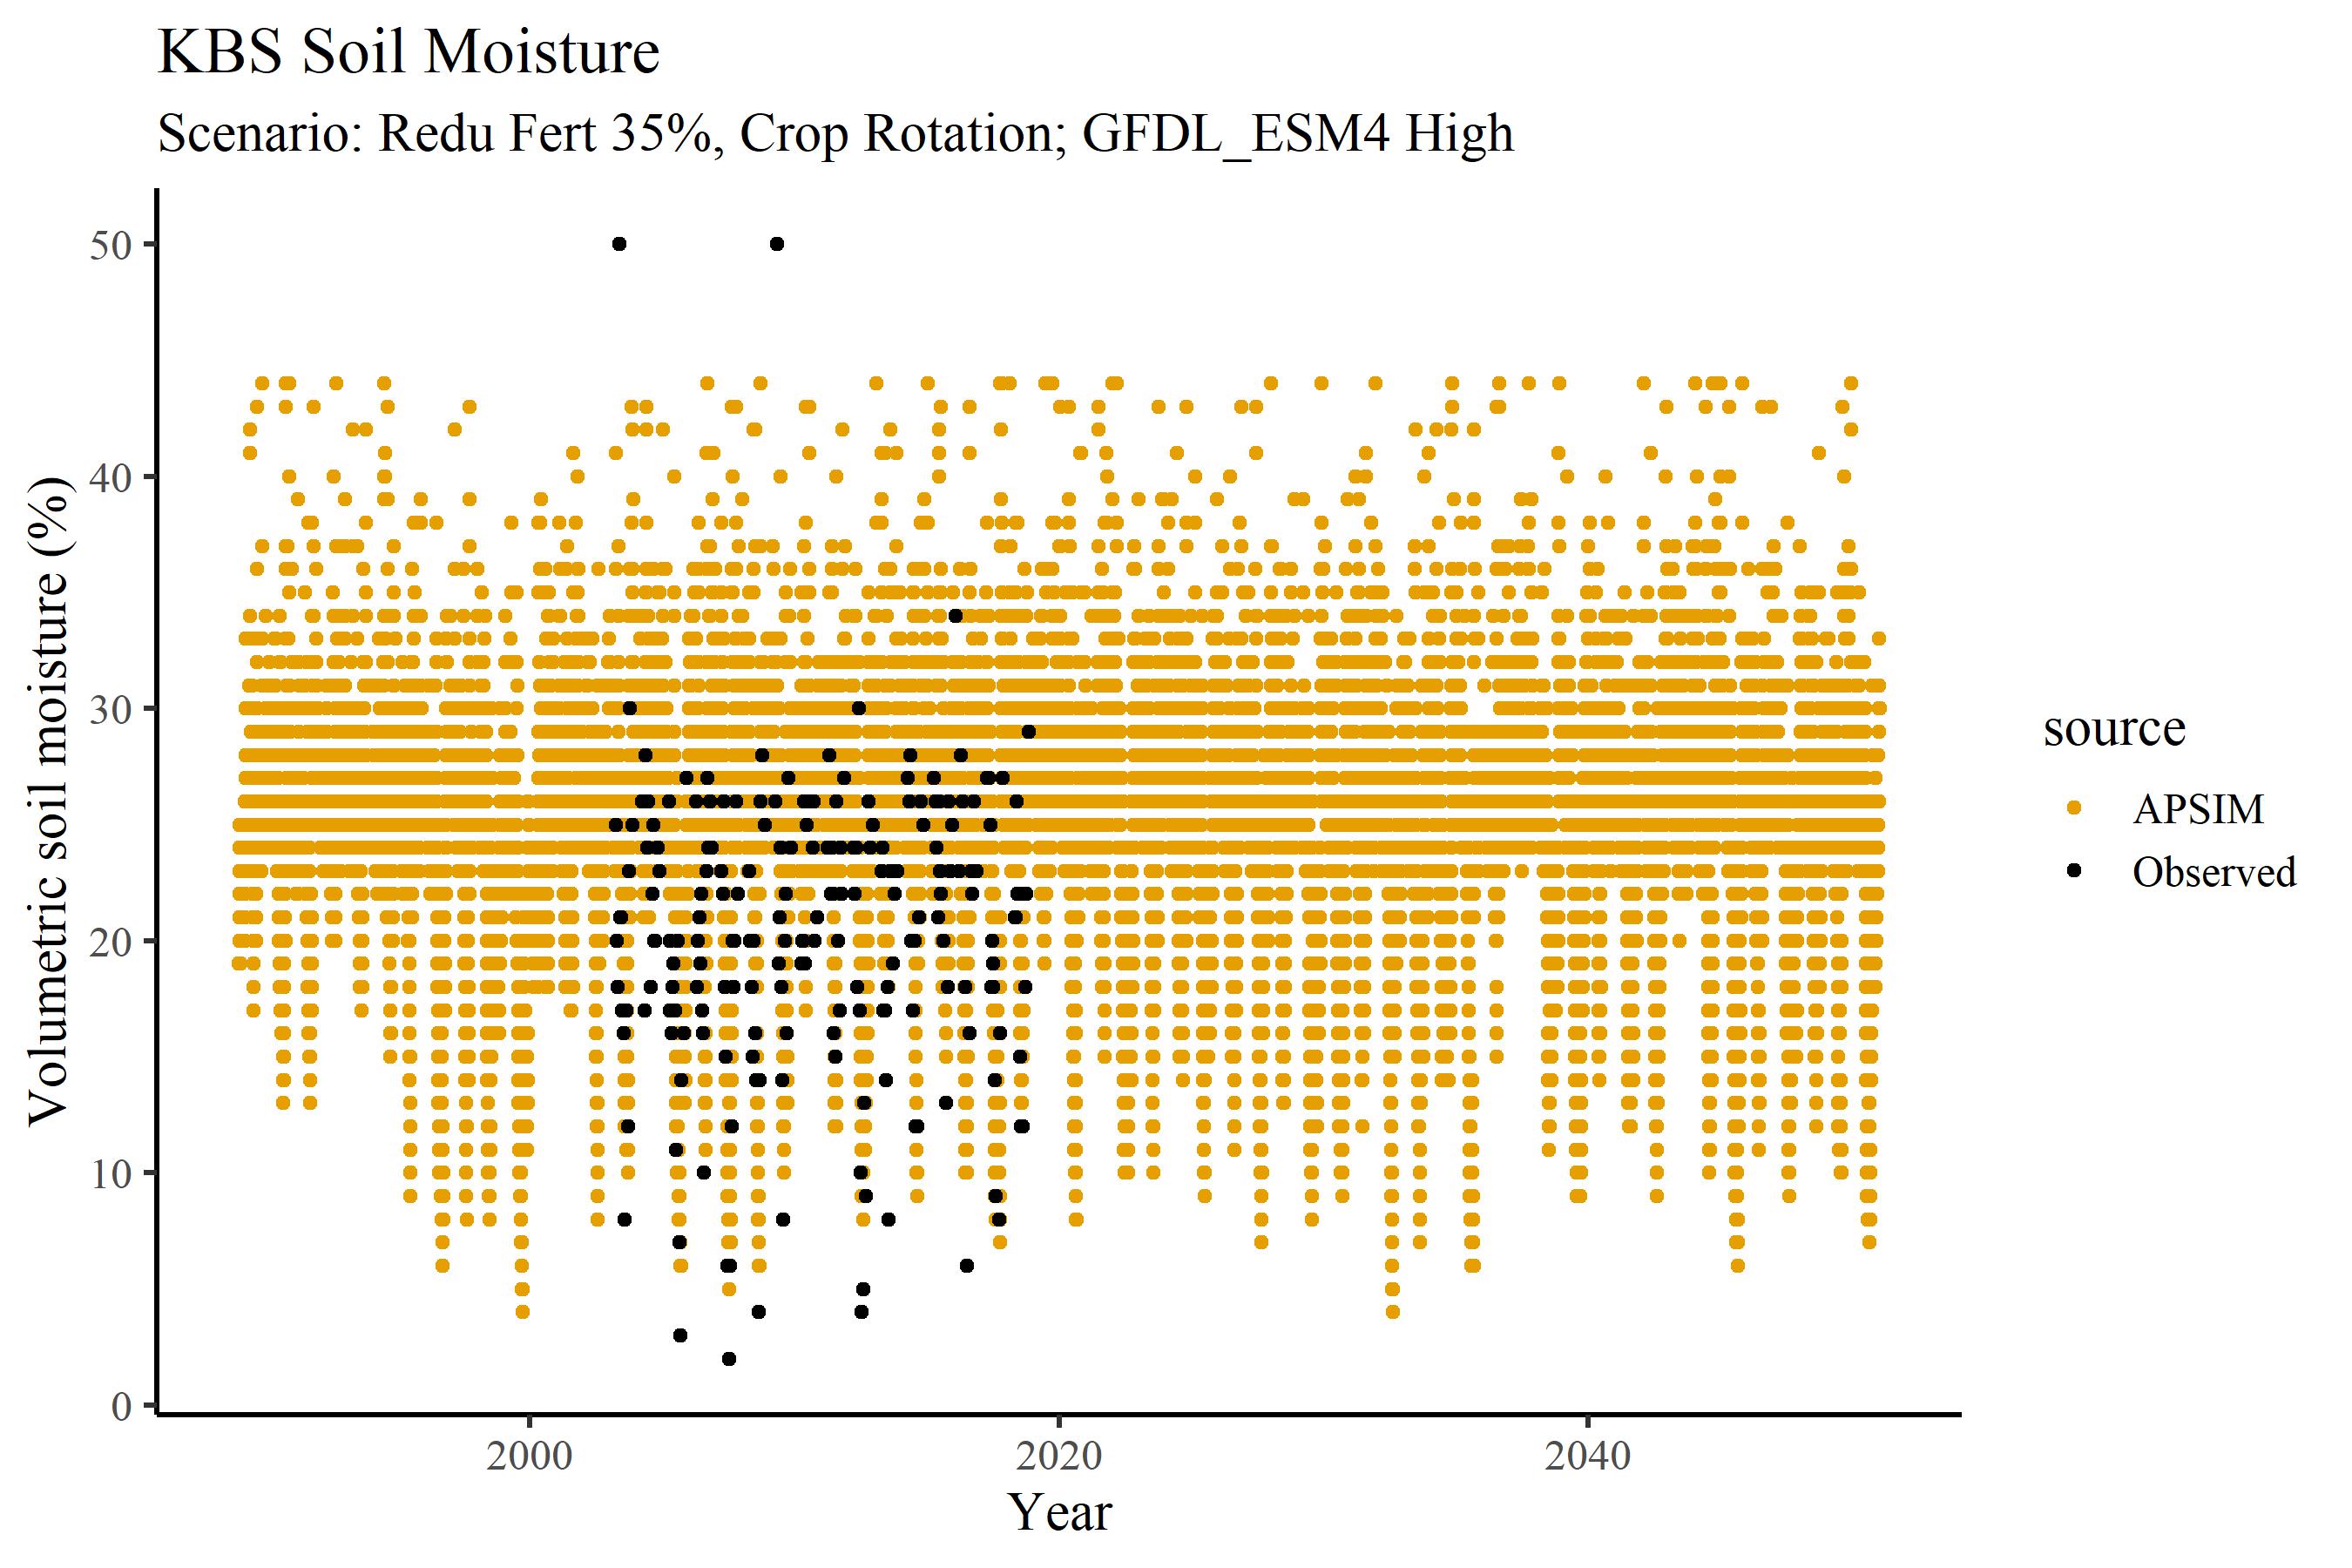 KBS Soil Moisture
Scenario: Redu Fert 35%, Crop Rotation; GFDL_ESM4 High
Volumetric soil moisture (%)
50
40
30
20
10
0
2000
2020
2040
Year
source
APSIM
Observed